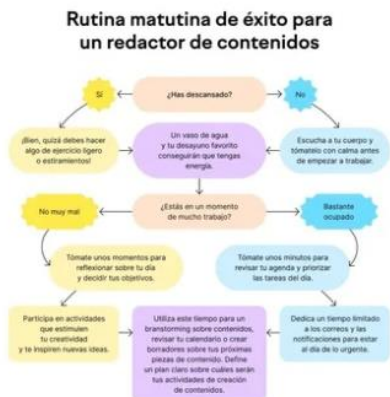 Rutina matutina de éxito para
un redactor de contenidos
Sí
¿Has descansado?
No
¡Bien, quizá debes hacer
algo de ejercicio ligero
o estiramientos!
Un vaso de agua
y tu desayuno favorito
conseguirán que tengas
energía.
Escucha a tu cuerpo y
tómatelo con calma antes
de empezar a trabajar.
No muy mal
¿Estás en un momento
de mucho trabajo?
Bastante
ocupado
Tómate unos momentos para
reflexionar sobre tu día
y decidir tus objetivos.
Tómate unos minutos para
revisar tu agenda y priorizar
las tareas del día.
Participa en actividades
que estimulen
tu creatividad
y te inspiren nuevas ideas.
Utiliza este tiempo para un
branstorming sobre contenidos,
revisar tu calendario o crear
borradores sobre tus próximas
piezas de contenido. Define
un plan claro sobre cuáles serán
tus actividades de creación
de contenidos.
Dedica un tiempo limitado
a los correos y las
notificaciones para estar
al día de lo urgente.